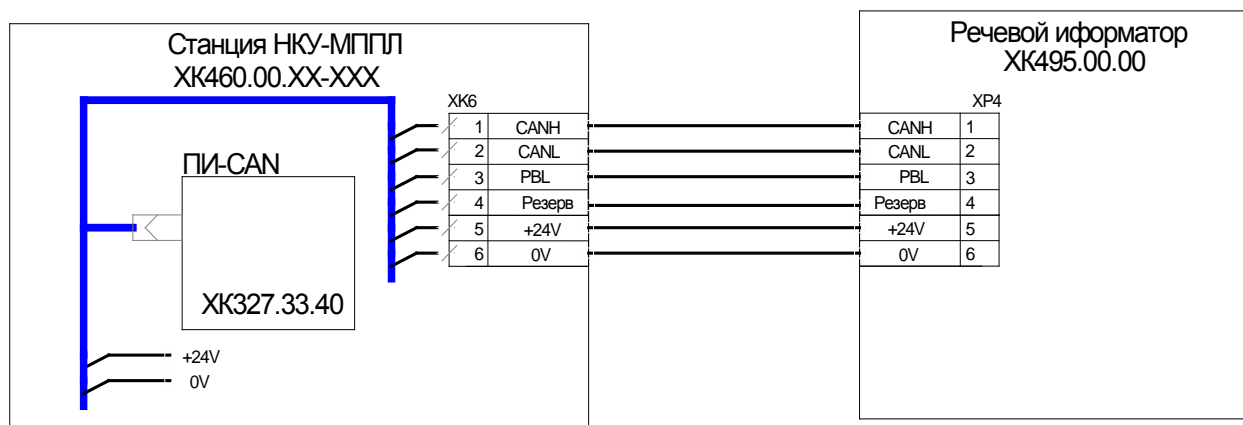 Станция НКУ-МППЛ
ХК460.00.ХХ-ХХХ
Речевой иформатор
ХК495.00.00
ХК6
ХР4
1 CANH
CANH 1
2 CANL
CANL 2
3 PBL
PBL 3
4 Резерв
Резерв 4
5 +24V
+24V 5
6 0V
0V 6
ПИ-CAN
ХК327.33.40
+24V
0V